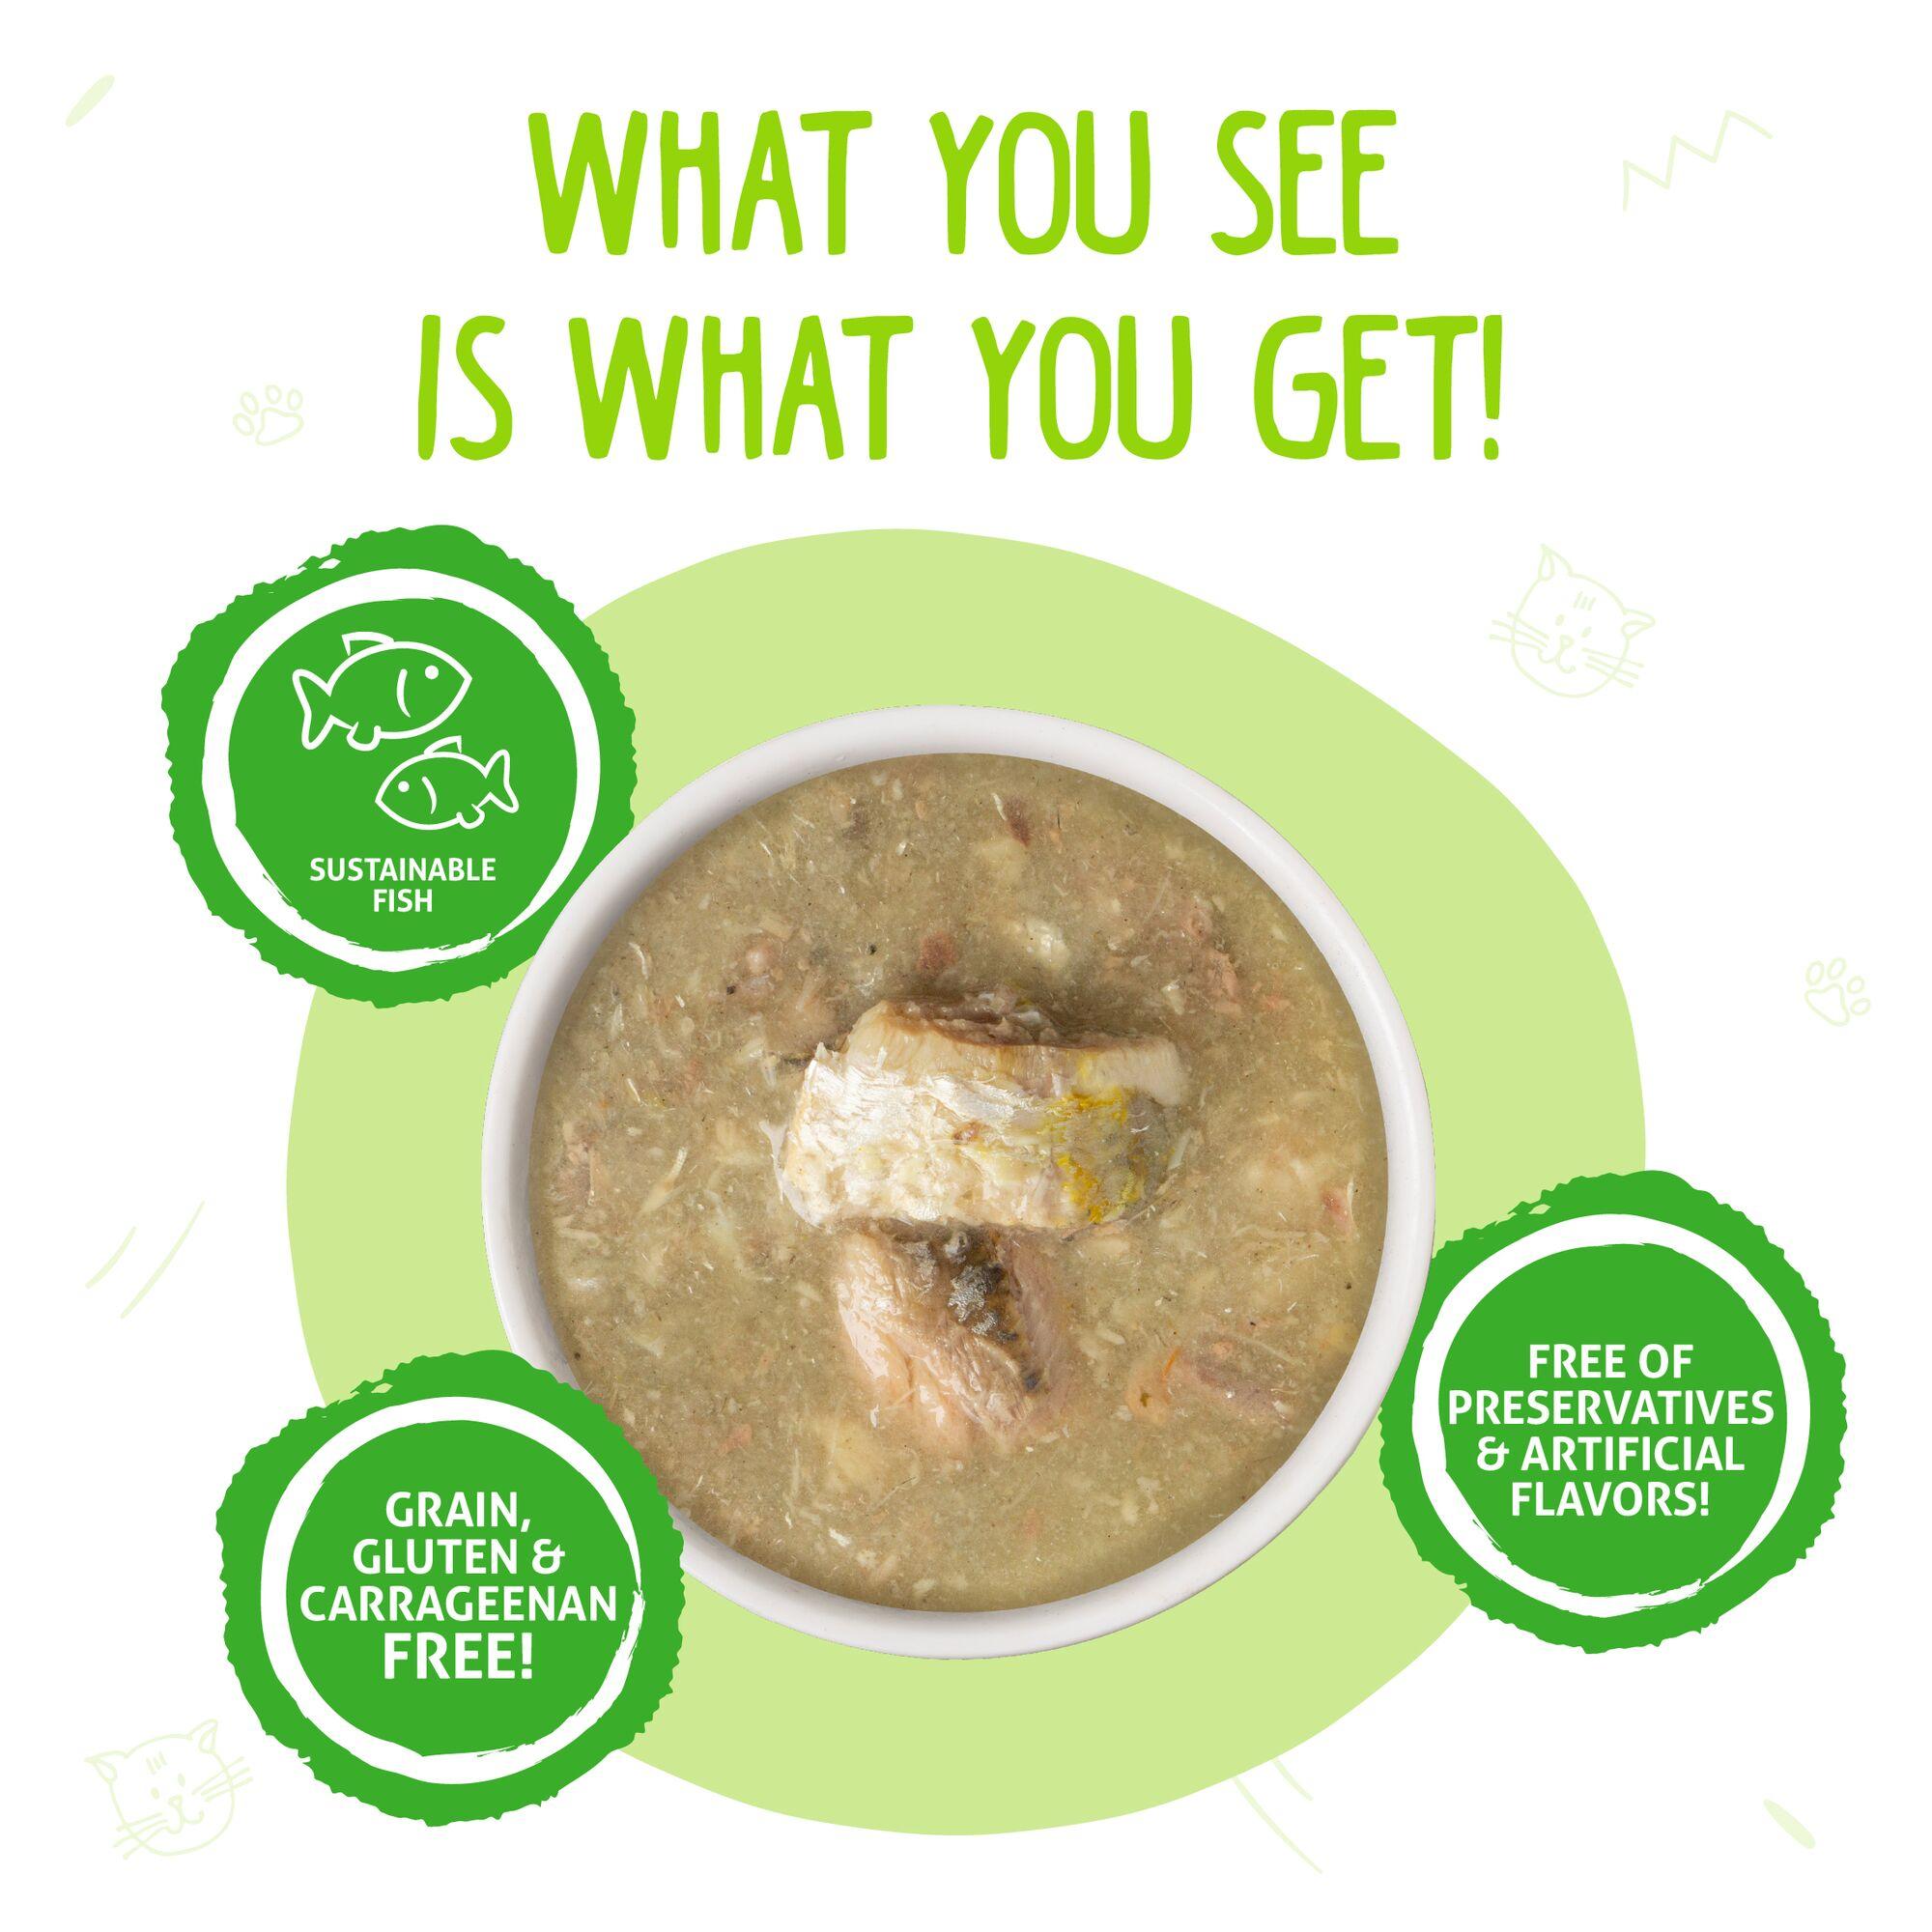 WHAT YOU SEE
IS WHAT YOU GET!
SUSTAINABLE
FISH
FREE OF
PRESERVATIVES
& ARTIFICIAL
FLAVORS!
GRAIN,
GLUTEN &
CARRAGEENAN
FREE!